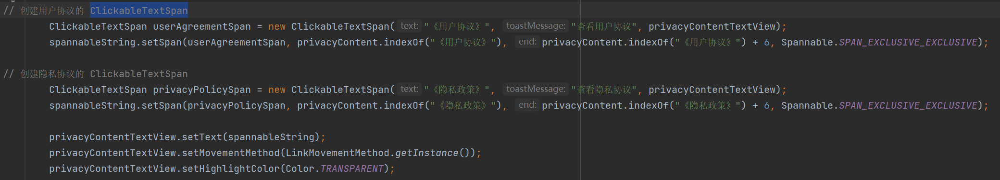 // 创建用户协议的 ClickableTextSpan
ClickableTextSpan userAgreementSpan = new ClickableTextSpan( text: "《用户协议》", toastMessage: "查看用户协议", privacyContentTextView);
spannableString.setSpan(userAgreementSpan, privacyContent.indexOf("《用户协议》"), end: privacyContent.indexOf("《用户协议》") + 6, Spannable.SPAN_EXCLUSIVE_EXCLUSIVE);
// 创建隐私协议的 ClickableTextSpan
ClickableTextSpan privacyPolicySpan = new ClickableTextSpan( text: "《隐私政策》", toastMessage: "查看隐私协议", privacyContentTextView);
spannableString.setSpan(privacyPolicySpan, privacyContent.indexOf("《隐私政策》"), end: privacyContent.indexOf("《隐私政策》") + 6, Spannable.SPAN_EXCLUSIVE_EXCLUSIVE);
privacyContentTextView.setText(spannableString);
privacyContentTextView.setMovementMethod(LinkMovementMethod.getInstance());
privacyContentTextView.setHighlightColor(Color.TRANSPARENT);